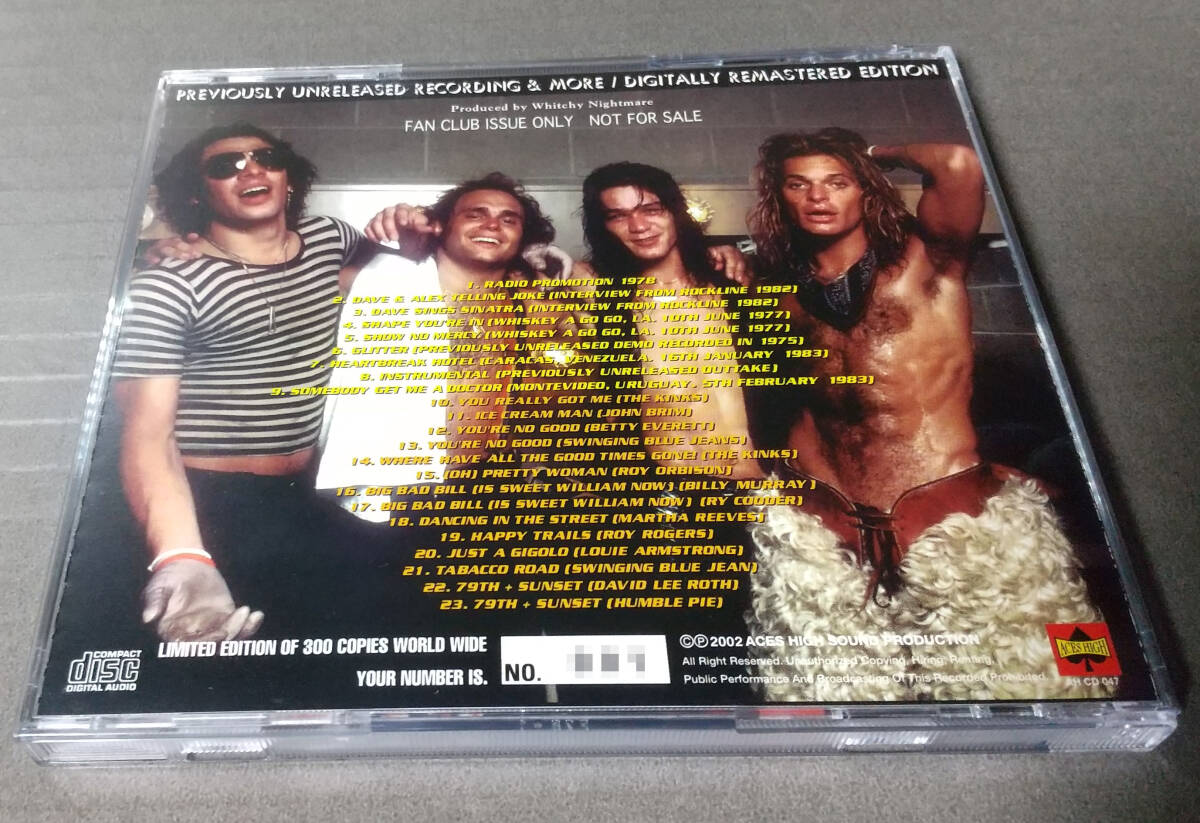 PREVIOUSLY UNRELEASED RECORDING & MORE / DIGITALLY REMASTERED EDITION
Produced by Whitchy Nightmare
FAN CLUB ISSUE ONLY NOT FOR SALE
1. RADIO PROMOTION 1978
2. DAVE & ALEX TELLING JOKE (INTERVIEW FROM ROCKLINE 1982)
3. DAVE SINGS SINATRA (INTERVIEW FROM ROCKLINE 1982)
4. SHAPE YOU'RE IN (WHISKEY A GO GO, LA. 10TH JUNE 1977)
5. SHOW NO MERCY (WHISKEY A GO GO, LA. 10TH JUNE 1977)
6. GLITTER (PREVIOUSLY UNRELEASED DEMO RECORDED IN 1975)
7. HEARTBREAK HOTEL (CARACAS, VENEZUELA. 16TH JANUARY 1983)
8. INSTRUMENTAL (PREVIOUSLY UNRELEASED OUTTAKE)
9. SOMEBODY GET ME A DOCTOR (MONTEVIDEO, URUGUAY. 5TH FEBRUARY 1983)
10. YOU REALLY GOT ME (THE KINKS)
11. ICE CREAM MAN (JOHN BRIM)
12. YOU'RE NO GOOD (BETTY EVERETT)
13. YOU'RE NO GOOD (SWINGING BLUE JEANS)
14. WHERE HAVE ALL THE GOOD TIMES GONE! (THE KINKS)
15. (OH) PRETTY WOMAN (ROY ORBISON)
16. BIG BAD BILL (IS SWEET WILLIAM NOW) (BILLY MURRAY)
17. BIG BAD BILL (IS SWEET WILLIAM NOW) (RY COODER)
18. DANCING IN THE STREET (MARTHA REEVES)
19. HAPPY TRAILS (ROY ROGERS)
20. JUST A GIGOLO (LOUIE ARMSTRONG)
21. TABACCO ROAD (SWINGING BLUE JEAN)
22. 79TH + SUNSET (DAVID LEE ROTH)
23. 79TH + SUNSET (HUMBLE PIE)
COMPACT
disc
DIGITAL AUDIO
LIMITED EDITION OF 300 COPIES WORLD WIDE
YOUR NUMBER IS.
NO.
©℗2002 ACES HIGH SOUND PRODUCTION
All Right Reserved. Unauthorized Copying, Hiring, Renting,
Public Performance And Broadcasting Of This Recorded Prohibited.
ACES HIGH
AH CD 047